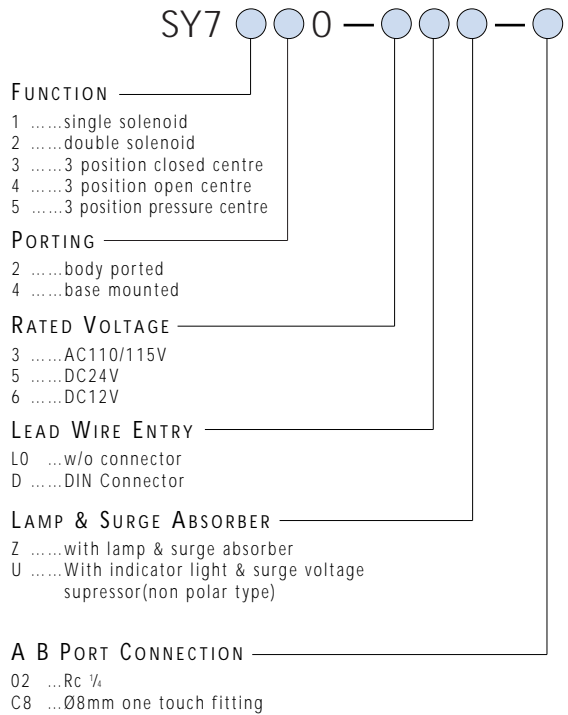 SY7 0 – –
FUNCTION
1 ......single solenoid
2 ......double solenoid
3 ......3 position closed centre
4 ......3 position open centre
5 ......3 position pressure centre
PORTING
2 ......body ported
4 ......base mounted
RATED VOLTAGE
3 ......AC110/115V
5 ......DC24V
6 ......DC12V
LEAD WIRE ENTRY
L0 ...w/o connector
D ......DIN Connector
LAMP & SURGE ABSORBER
Z ......with lamp & surge absorber
U ......With indicator light & surge voltage
supressor(non polar type)
A B PORT CONNECTION
02 ...Rc 1/4
C8 ...Ø8mm one touch fitting